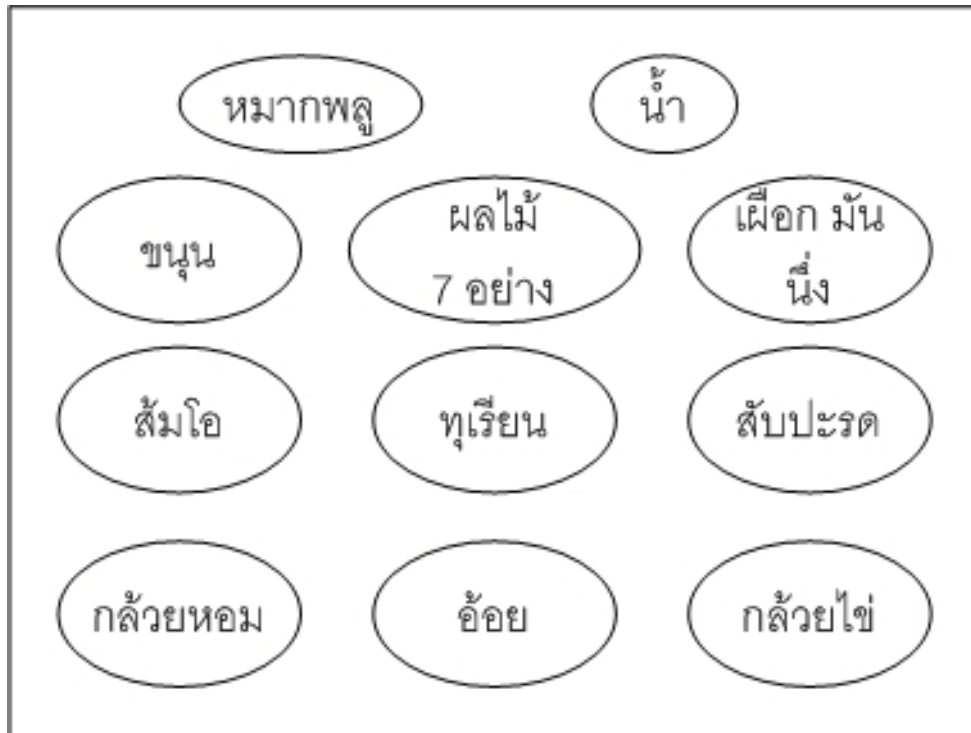 หมากพลู
น้ำ
ขนุน
ผลไม้
7 อย่าง
เผือก มัน
นึ่ง
ส้มโอ
ทุเรียน
สับปะรด
กล้วยหอม
อ้อย
กล้วยไข่